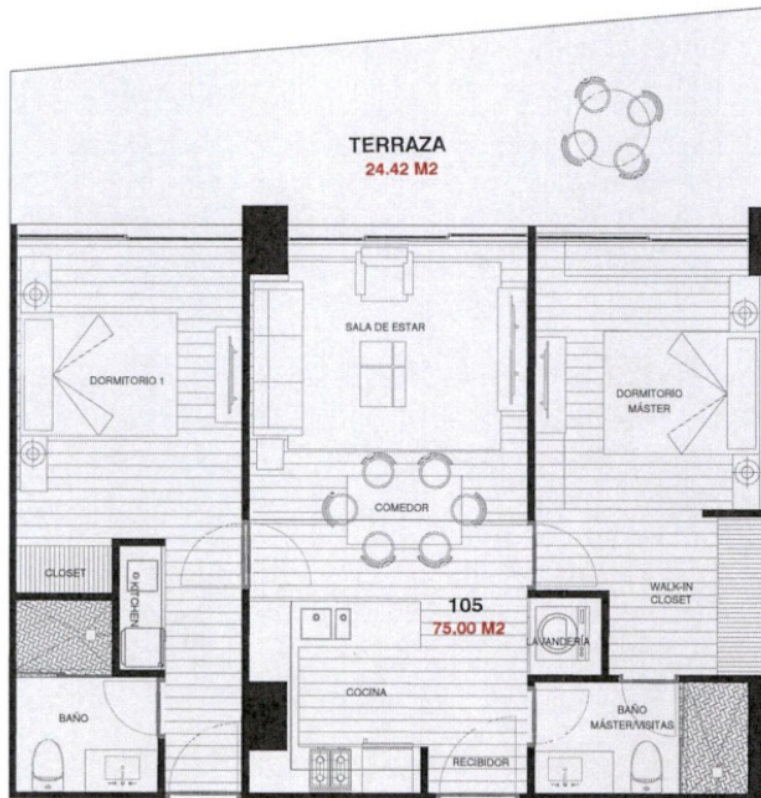 TERRAZA
24.42 M2
SALA DE ESTAR
DORMITORIO 1
DORMITORIO
MÁSTER
COMEDOR
CLOSET
KITCHEN
105
75.00 M2
WALK-IN
CLOSET
LAVANDERÍA
COCINA
BAÑO
BAÑO
MÁSTER/VISITAS
RECIBIDOR